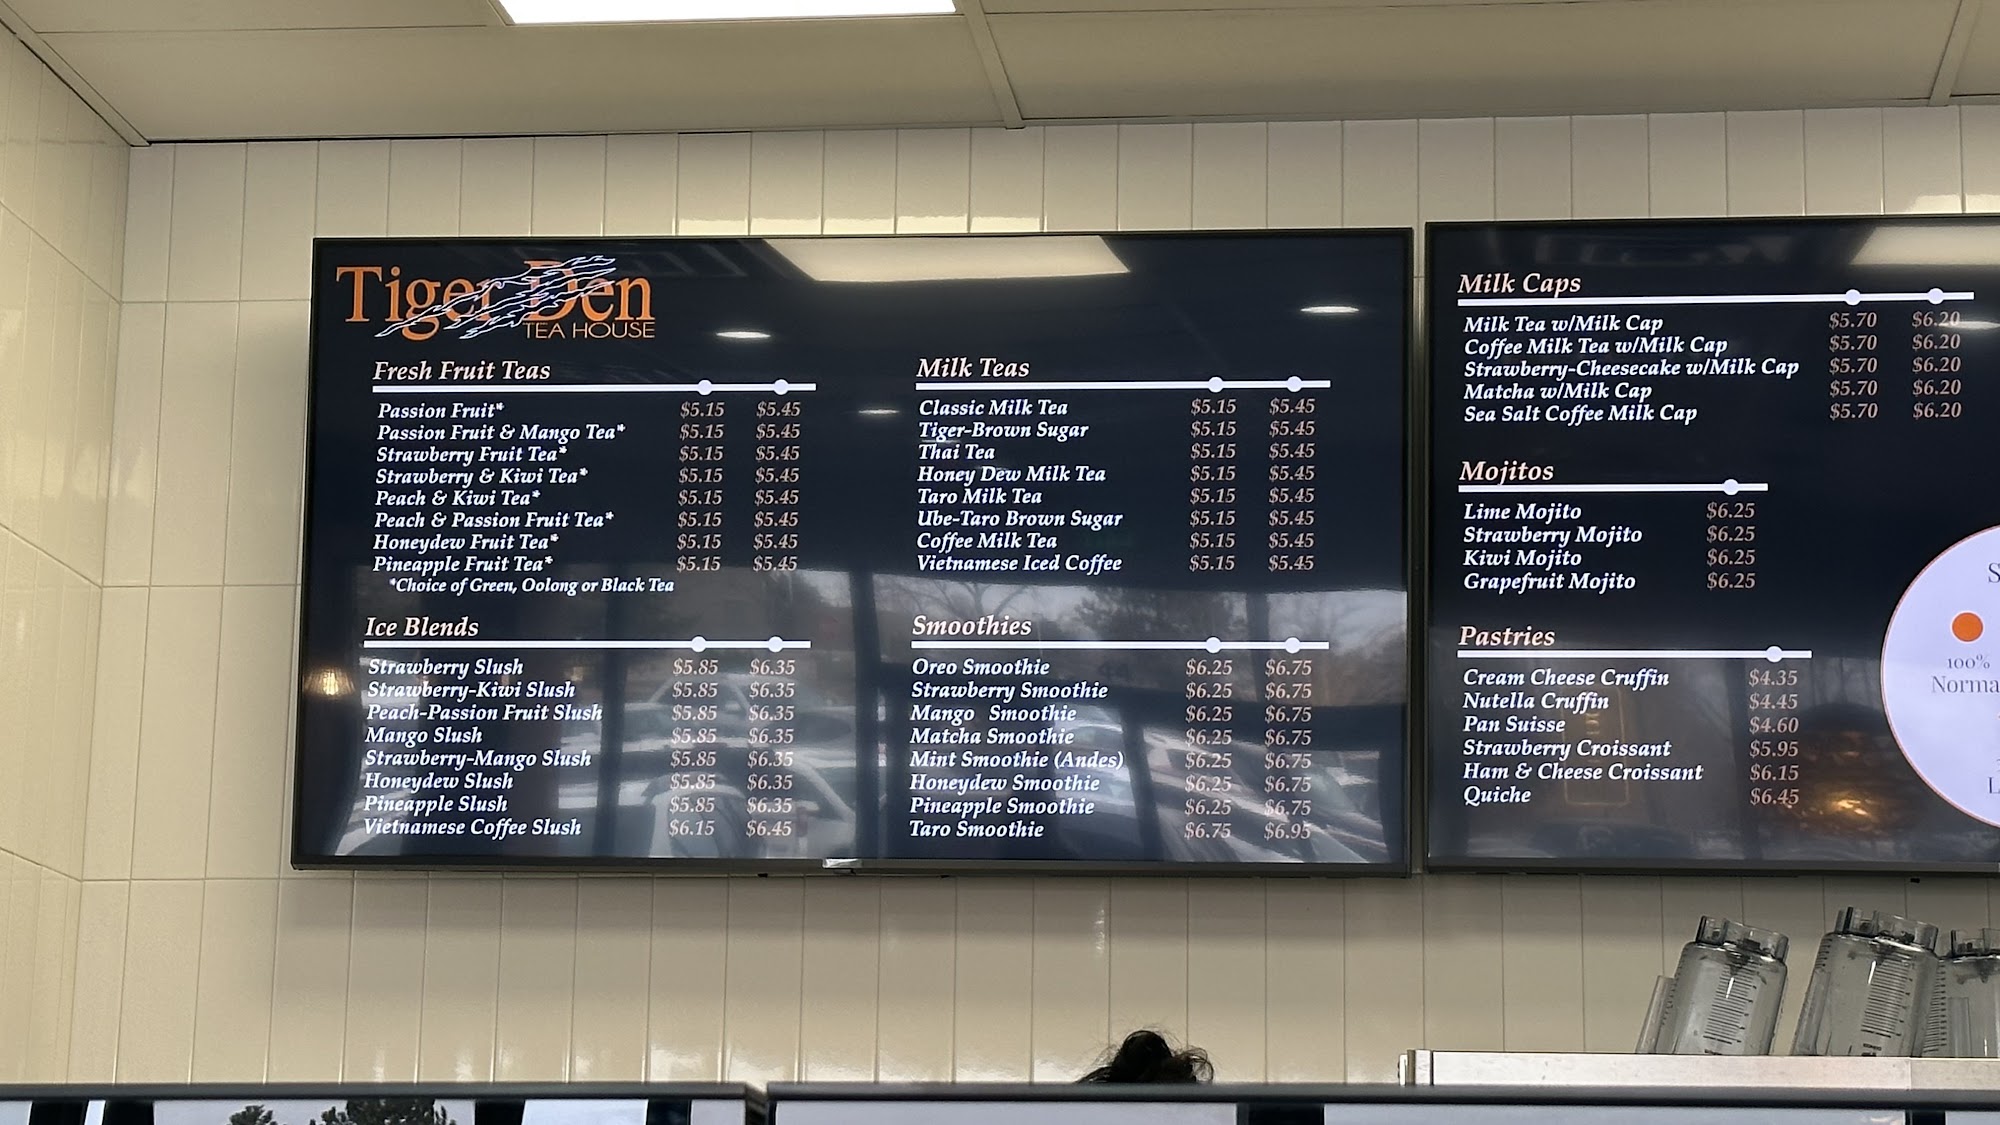 Tiger Den
TEA HOUSE
Fresh Fruit Teas
Passion Fruit* $5.15 $5.45
Passion Fruit & Mango Tea* $5.15 $5.45
Strawberry Fruit Tea* $5.15 $5.45
Strawberry & Kiwi Tea* $5.15 $5.45
Peach & Kiwi Tea* $5.15 $5.45
Peach & Passion Fruit Tea* $5.15 $5.45
Honeydew Fruit Tea* $5.15 $5.45
Pineapple Fruit Tea* $5.15 $5.45
*Choice of Green, Oolong or Black Tea
Ice Blends
Strawberry Slush $5.85 $6.35
Strawberry-Kiwi Slush $5.85 $6.35
Peach-Passion Fruit Slush $5.85 $6.35
Mango Slush $5.85 $6.35
Strawberry-Mango Slush $5.85 $6.35
Honeydew Slush $5.85 $6.35
Pineapple Slush $5.85 $6.35
Vietnamese Coffee Slush $6.15 $6.45
Milk Teas
Classic Milk Tea $5.15 $5.45
Tiger-Brown Sugar $5.15 $5.45
Thai Tea $5.15 $5.45
Honey Dew Milk Tea $5.15 $5.45
Taro Milk Tea $5.15 $5.45
Ube-Taro Brown Sugar $5.15 $5.45
Coffee Milk Tea $5.15 $5.45
Vietnamese Iced Coffee $5.15 $5.45
Smoothies
Oreo Smoothie $6.25 $6.75
Strawberry Smoothie $6.25 $6.75
Mango Smoothie $6.25 $6.75
Matcha Smoothie $6.25 $6.75
Mint Smoothie (Andes) $6.25 $6.75
Honeydew Smoothie $6.25 $6.75
Pineapple Smoothie $6.25 $6.75
Taro Smoothie $6.75 $6.95
Milk Caps
Milk Tea w/Milk Cap $5.70 $6.20
Coffee Milk Tea w/Milk Cap $5.70 $6.20
Strawberry-Cheesecake w/Milk Cap $5.70 $6.20
Matcha w/Milk Cap $5.70 $6.20
Sea Salt Coffee Milk Cap $5.70 $6.20
Mojitos
Lime Mojito $6.25
Strawberry Mojito $6.25
Kiwi Mojito $6.25
Grapefruit Mojito $6.25
Pastries
Cream Cheese Cruffin $4.35
Nutella Cruffin $4.45
Pan Suisse $4.60
Strawberry Croissant $5.95
Ham & Cheese Croissant $6.15
Quiche $6.45
100%